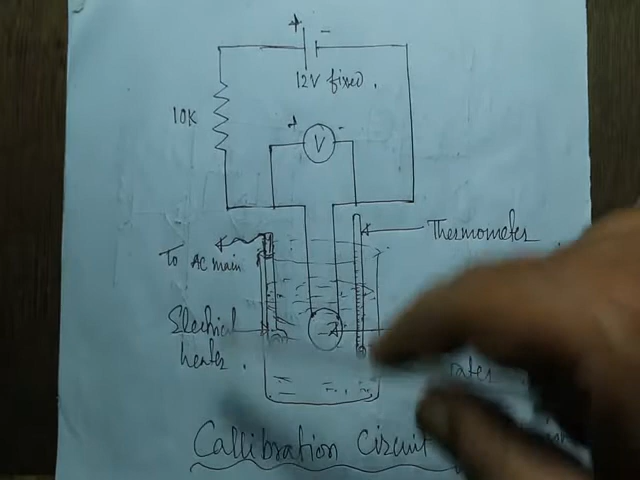 + -
12V fixed.
10K
+ -
V
Thermometer
To AC main
Electrical
heater.
Callibration Circuit